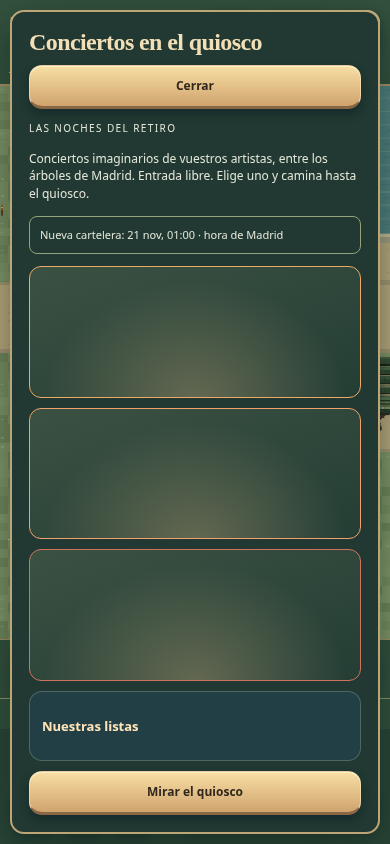 Conciertos en el quiosco
Cerrar
LAS NOCHES DEL RETIRO
Conciertos imaginarios de vuestros artistas, entre los
árboles de Madrid. Entrada libre. Elige uno y camina hasta
el quiosco.
Nueva cartelera: 21 nov, 01:00 · hora de Madrid
Nuestras listas
Mirar el quiosco